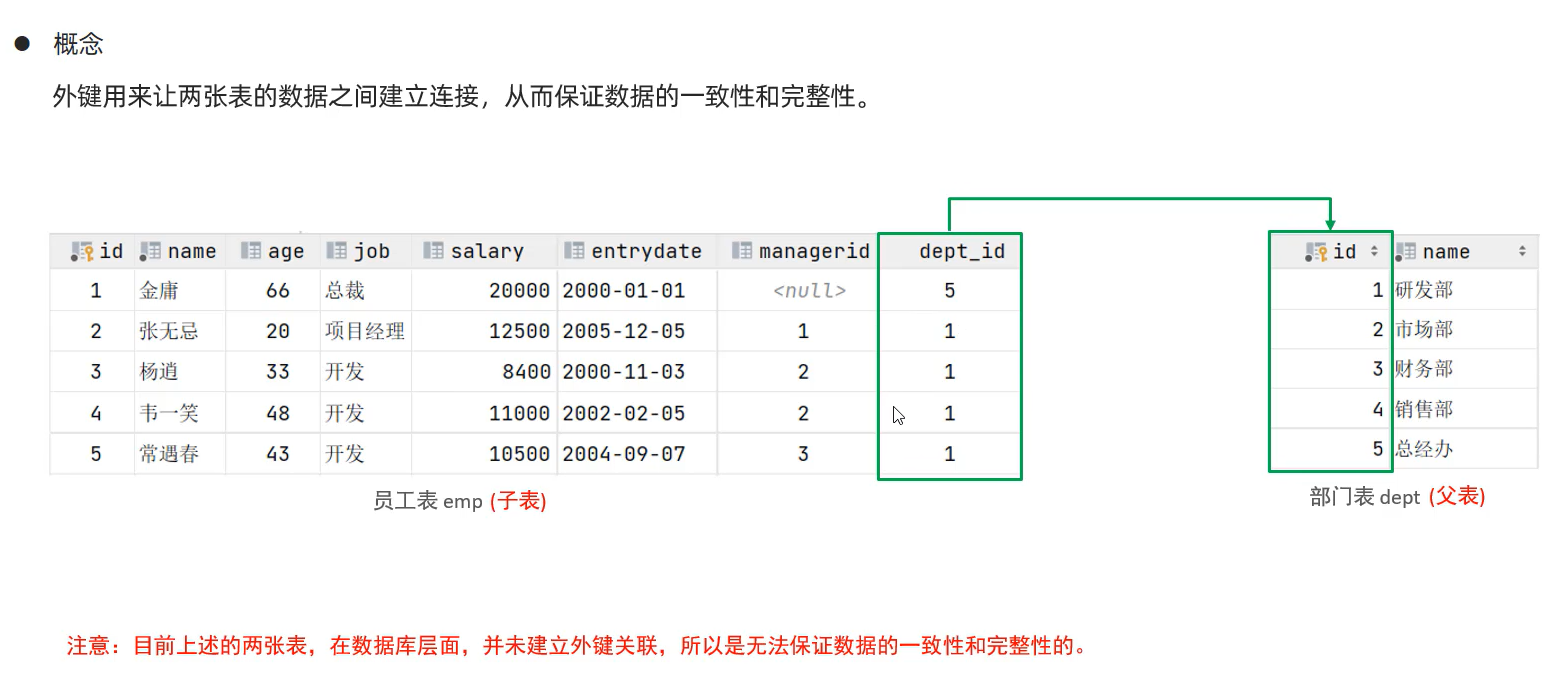 ● 概念
外键用来让两张表的数据之间建立连接，从而保证数据的一致性和完整性。
id name age job salary entrydate managerid dept_id
1 金庸 66 总裁 20000 2000-01-01 <null> 5
2 张无忌 20 项目经理 12500 2005-12-05 1 1
3 杨逍 33 开发 8400 2000-11-03 2 1
4 韦一笑 48 开发 11000 2002-02-05 2 1
5 常遇春 43 开发 10500 2004-09-07 3 1
员工表 emp (子表)
id name
1 研发部
2 市场部
3 财务部
4 销售部
5 总经办
部门表 dept (父表)
注意：目前上述的两张表，在数据库层面，并未建立外键关联，所以是无法保证数据的一致性和完整性的。